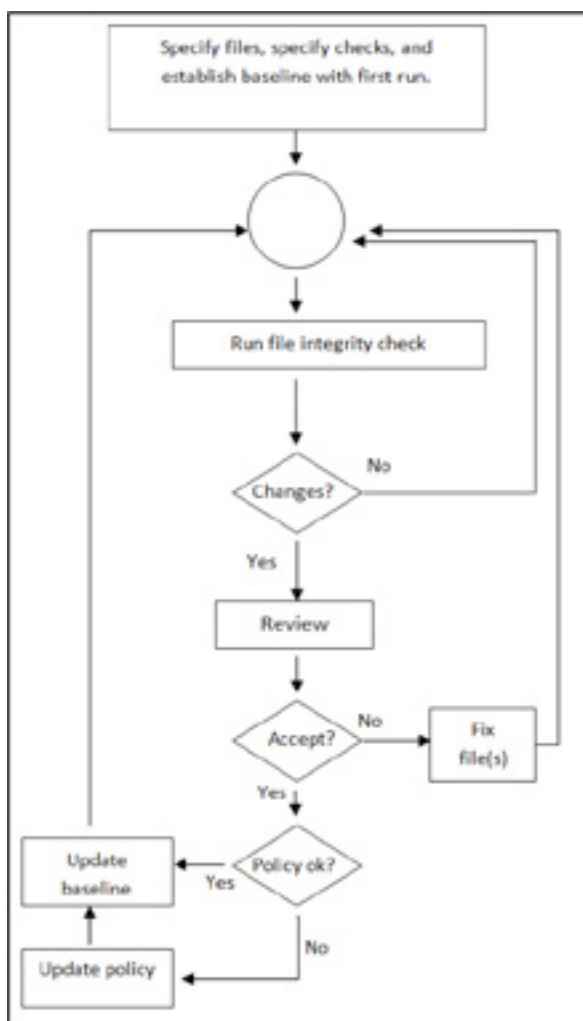 Specify files, specify checks, and
establish baseline with first run.
Run file integrity check
Changes?
No
Yes
Review
Accept?
No
Fix
file(s)
Yes
Policy ok?
Yes
Update
baseline
No
Update policy